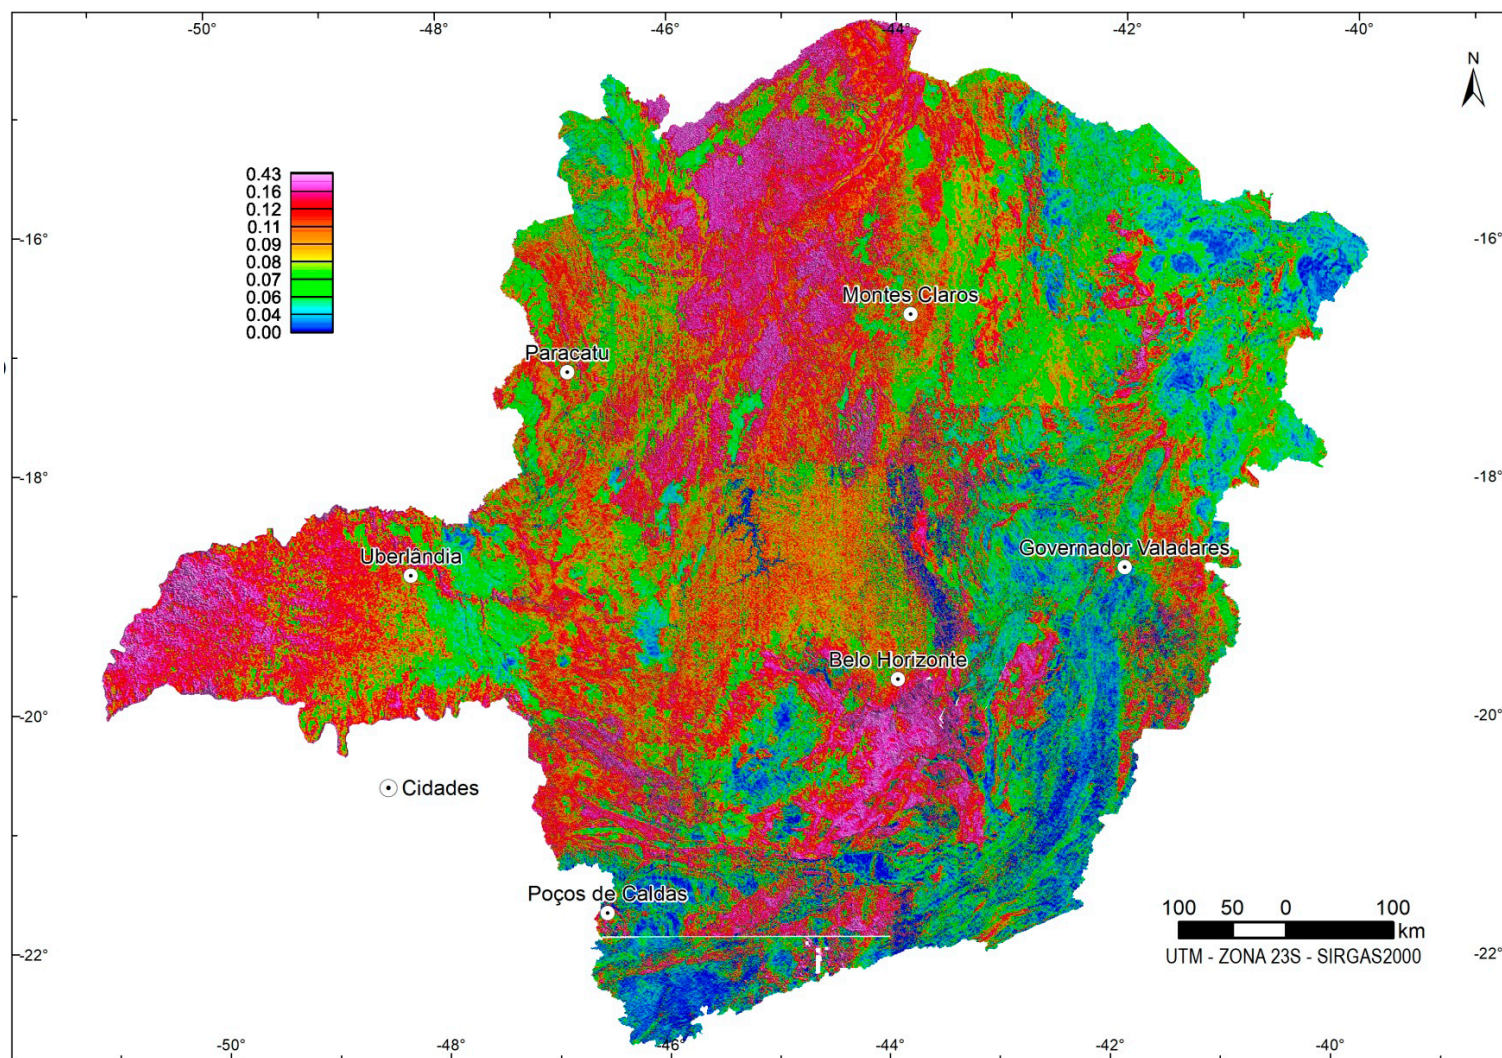 -50°
-48°
-46°
-44°
-42°
-40°
N
0.43
0.16
0.12
0.11
0.09
0.08
0.07
0.06
0.04
0.00
-16°
-16°
Montes Claros
Paracatu
-18°
-18°
Uberlândia
Governador Valadares
Belo Horizonte
-20°
-20°
Cidades
Poços de Caldas
100 50 0 100
km
UTM - ZONA 23S - SIRGAS2000
-22°
-22°
-50°
-48°
-46°
-44°
-42°
-40°